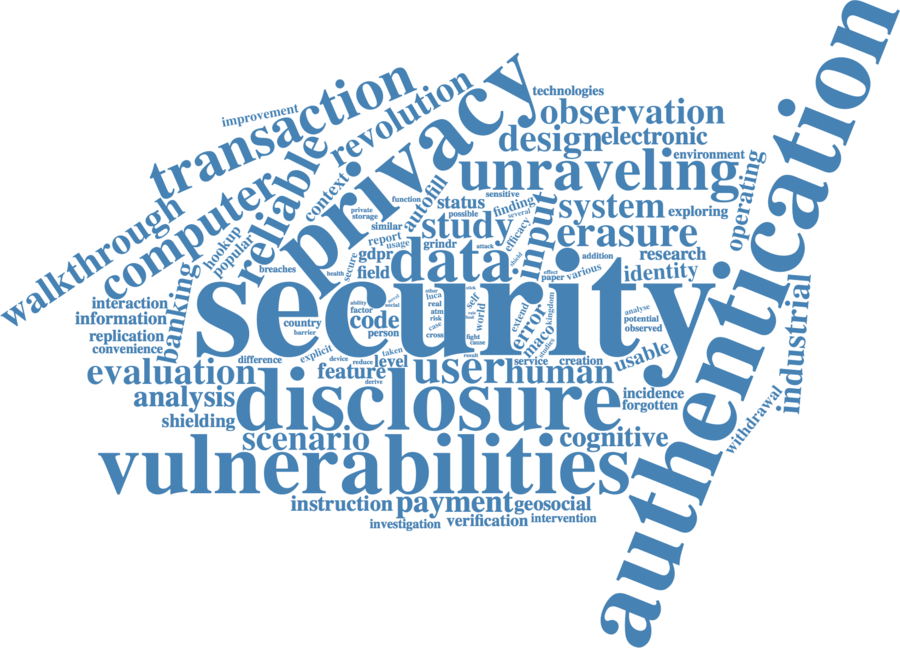 technologies
improvement
transaction
revolution
privacy
observation
design
electronic
authentication
unraveling
environment
reliable
computer
walkthrough
context
autofill
function
sensitive
status
possible
finding
several
private
storage
similar
study
efficacy
input
system
exploring
operating
hookup
popular
report
usage
grindr
attack
shield
erasure
breaches
health
secure
gdpr
field
data
addition
research
effect
paper
various
identity
banking
security
interaction
information
replication
convenience
country
barrier
ability
factor
code
person
social
other
luca
real
atm
risk
case
cross
self
world
fight
cause
extend
error
maco
kingdom
studies
analyse
potential
observed
industrial
difference
explicit
device
reduce
taken
level
result
service
creation
usable
evaluation
feature
derive
user
human
analysis
disclosure
incidence
forgotten
withdrawal
shielding
scenario
cognitive
vulnerabilities
instruction
payment
geosocial
investigation
verification
intervention